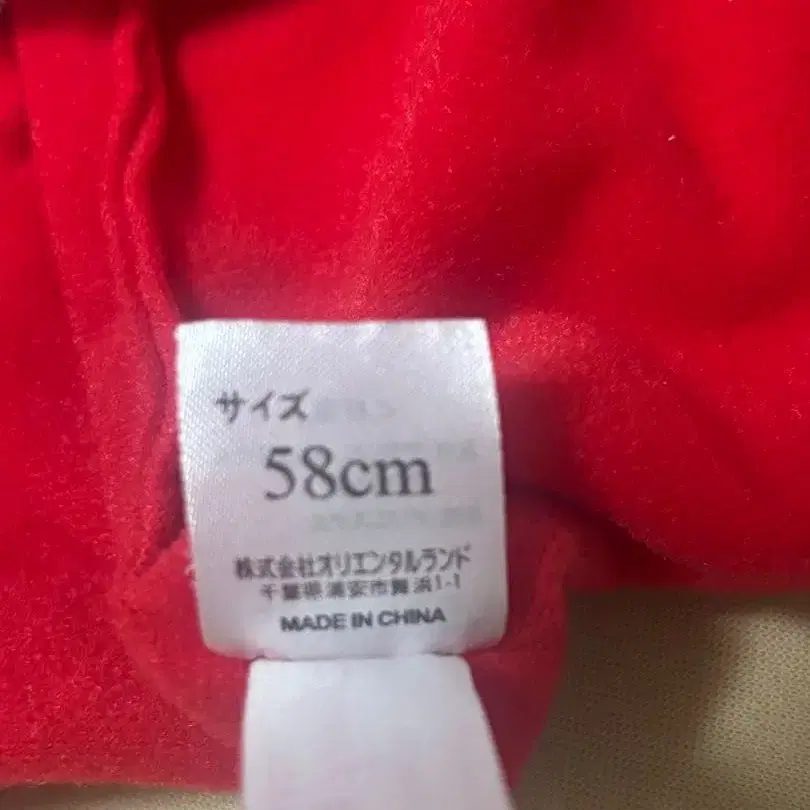 サイズ
58cm
株式会社オリエンタルランド
千葉県浦安市舞浜1-1
MADE IN CHINA